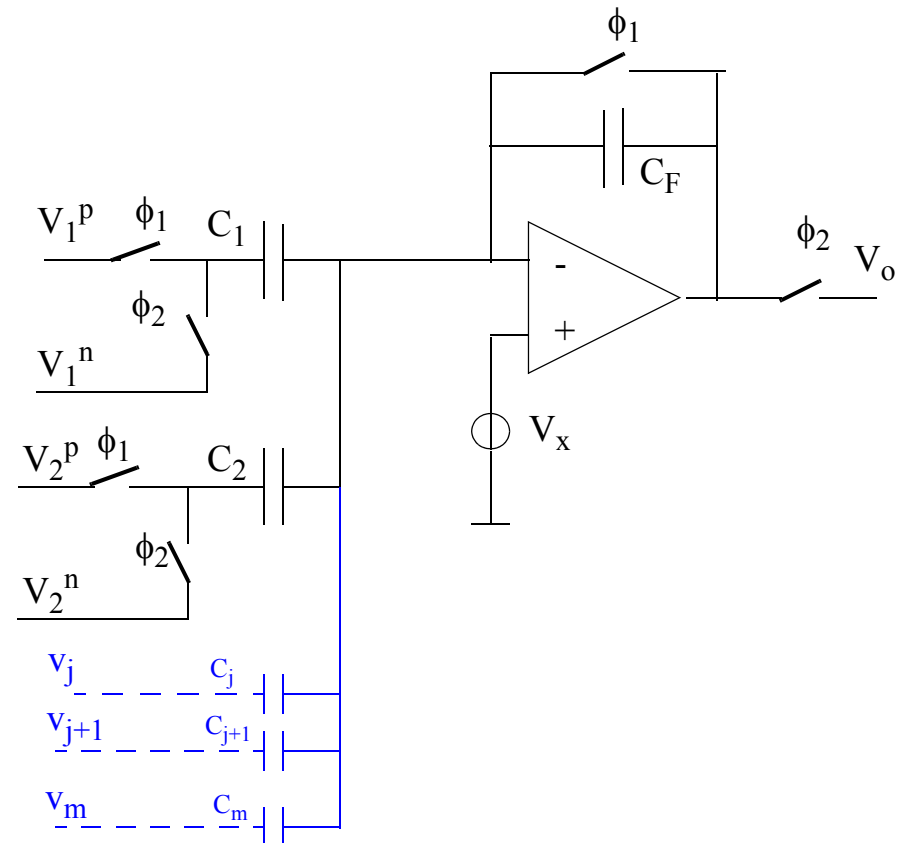 ϕ1
CF
V1p ϕ1 C1
ϕ2
Vo
-
ϕ2
+
V1n
Vx
V2p ϕ1 C2
ϕ2
V2n
vj Cj
vj+1 Cj+1
vm Cm